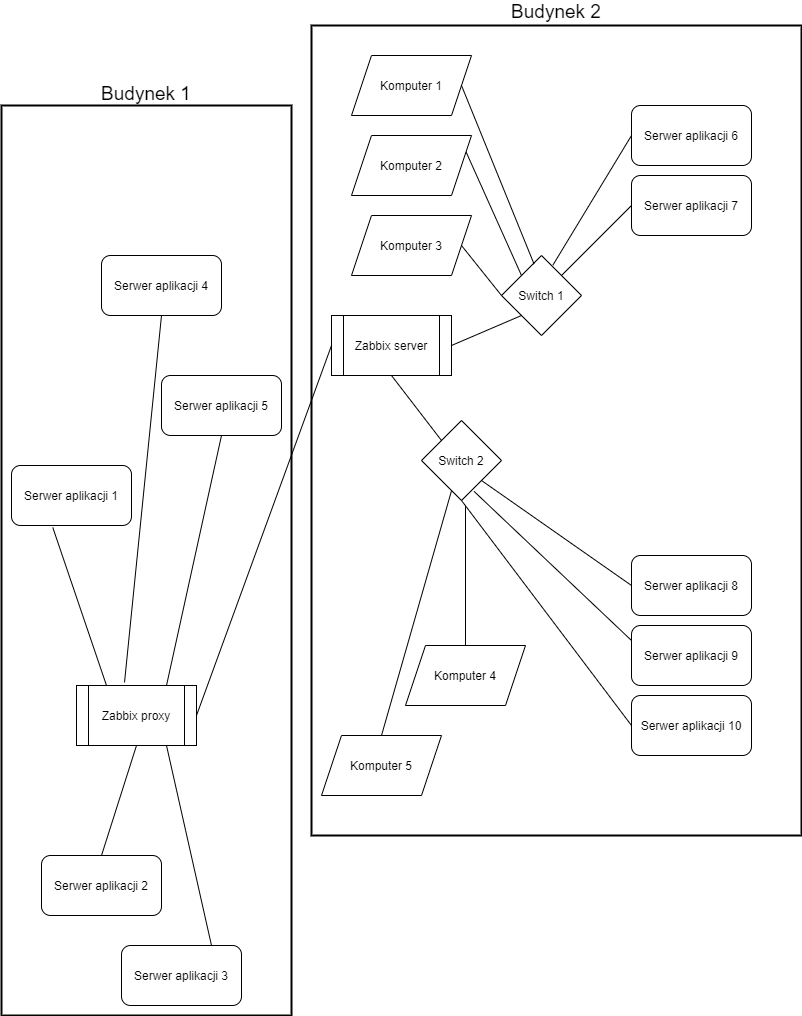 Budynek 2
Budynek 1
Komputer 1
Komputer 2
Komputer 3
Serwer aplikacji 6
Serwer aplikacji 7
Switch 1
Zabbix server
Switch 2
Serwer aplikacji 4
Serwer aplikacji 5
Serwer aplikacji 1
Zabbix proxy
Serwer aplikacji 2
Serwer aplikacji 3
Serwer aplikacji 8
Serwer aplikacji 9
Serwer aplikacji 10
Komputer 4
Komputer 5